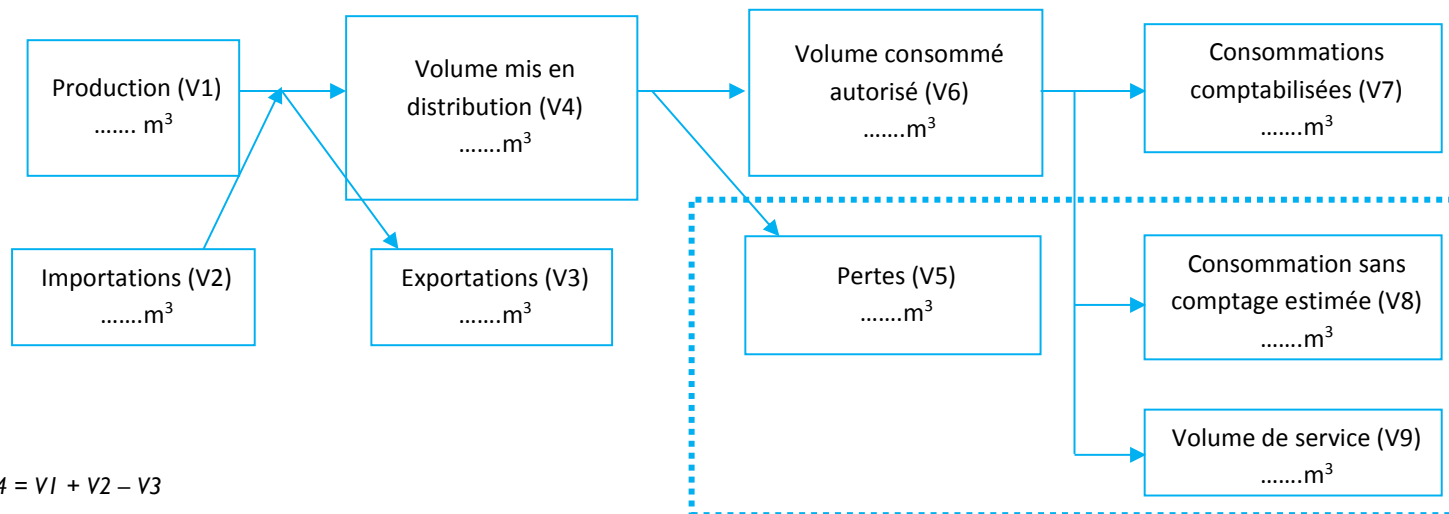 Production (V1)
....... m³
Volume mis en
distribution (V4)
.......m³
Volume consommé
autorisé (V6)
.......m³
Consommations
comptabilisées (V7)
.......m³
Importations (V2)
.......m³
Exportations (V3)
.......m³
Pertes (V5)
.......m³
Consommation sans
comptage estimée (V8)
.......m³
Volume de service (V9)
.......m³
4 = V1 + V2 – V3